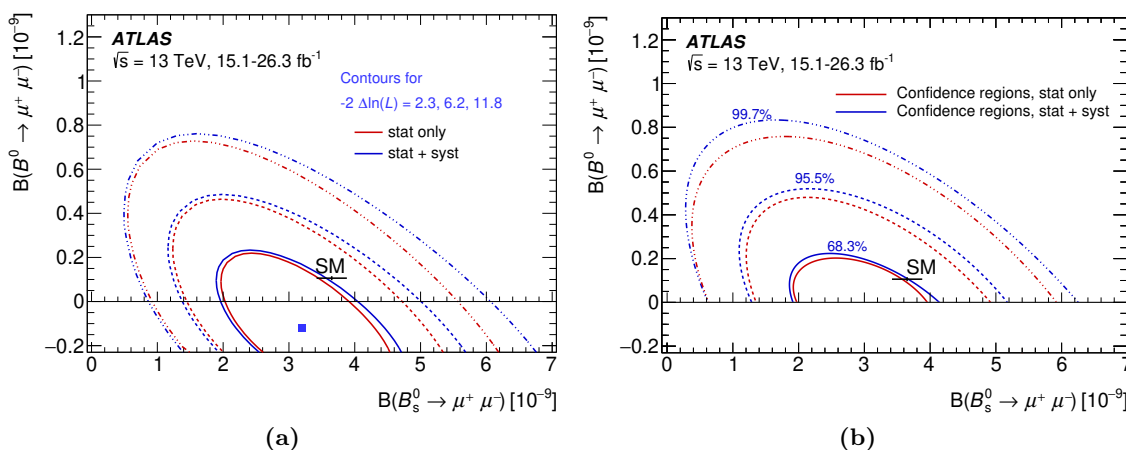 ATLAS
√s = 13 TeV, 15.1-26.3 fb⁻¹
Contours for
-2 Δln(L) = 2.3, 6.2, 11.8
stat only
stat + syst
SM
1.2
1
0.8
0.6
0.4
0.2
0
−0.2
0 1 2 3 4 5 6 7
B(B⁰ → μ⁺ μ⁻) [10⁻⁹]
B(B⁰ₛ → μ⁺ μ⁻) [10⁻⁹]
(a)
ATLAS
√s = 13 TeV, 15.1-26.3 fb⁻¹
Confidence regions, stat only
Confidence regions, stat + syst
99.7%
95.5%
68.3%
SM
1.2
1
0.8
0.6
0.4
0.2
0
−0.2
0 1 2 3 4 5 6 7
B(B⁰ → μ⁺ μ⁻) [10⁻⁹]
B(B⁰ₛ → μ⁺ μ⁻) [10⁻⁹]
(b)